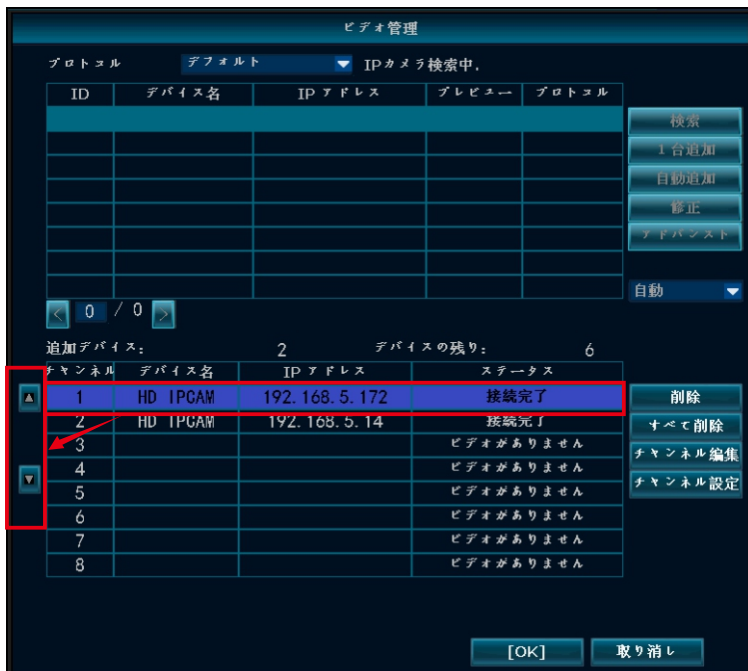 ビデオ管理
プロトコル デフォルト IPカメラ検索中.
ID デバイス名 IPアドレス プレビュー プロトコル
検索
1台追加
自動追加
修正
アドバンスト
自動
< 0 / 0 >
追加デバイス: 2 デバイスの残り: 6
チャンネル デバイス名 IPアドレス ステータス
1 HD IPCAM 192.168.5.172 接続完了 削除
2 HD IPCAM 192.168.5.14 接続完了 すべて削除
3 ビデオがありません チャンネル編集
4 ビデオがありません チャンネル設定
5 ビデオがありません
6 ビデオがありません
7 ビデオがありません
8 ビデオがありません
[OK] 取り消し